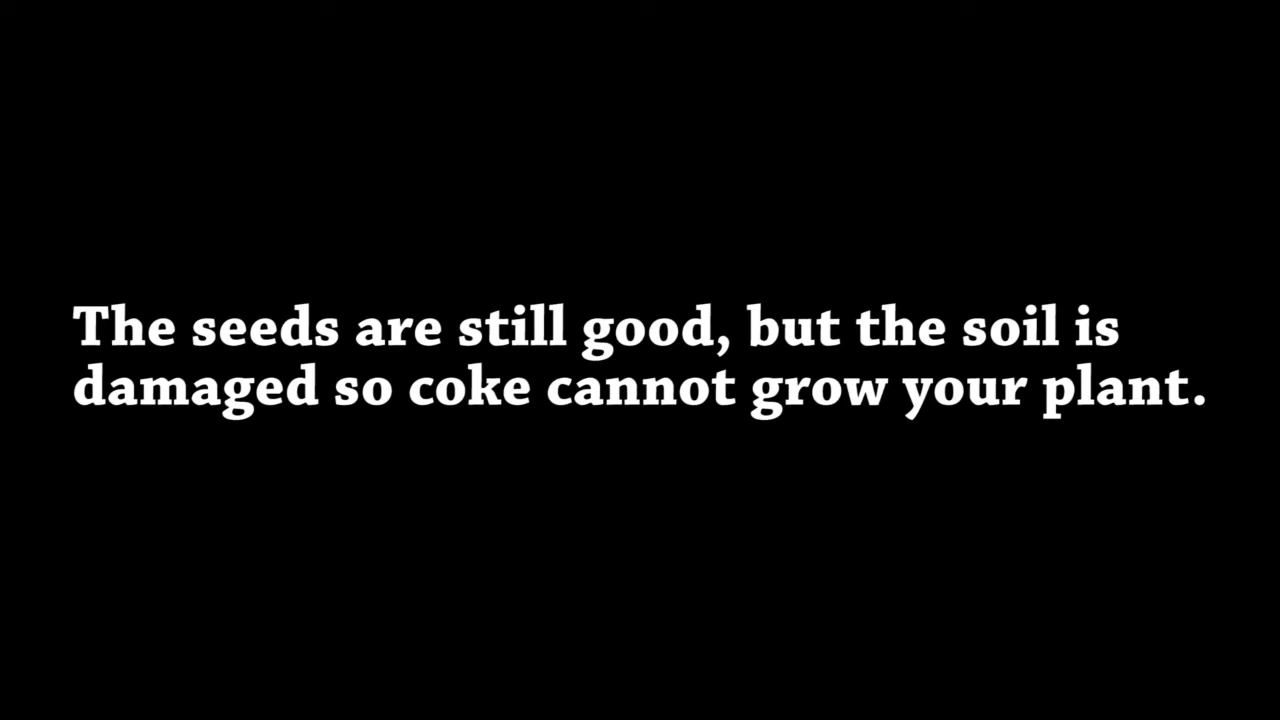 The seeds are still good, but the soil is
damaged so coke cannot grow your plant.